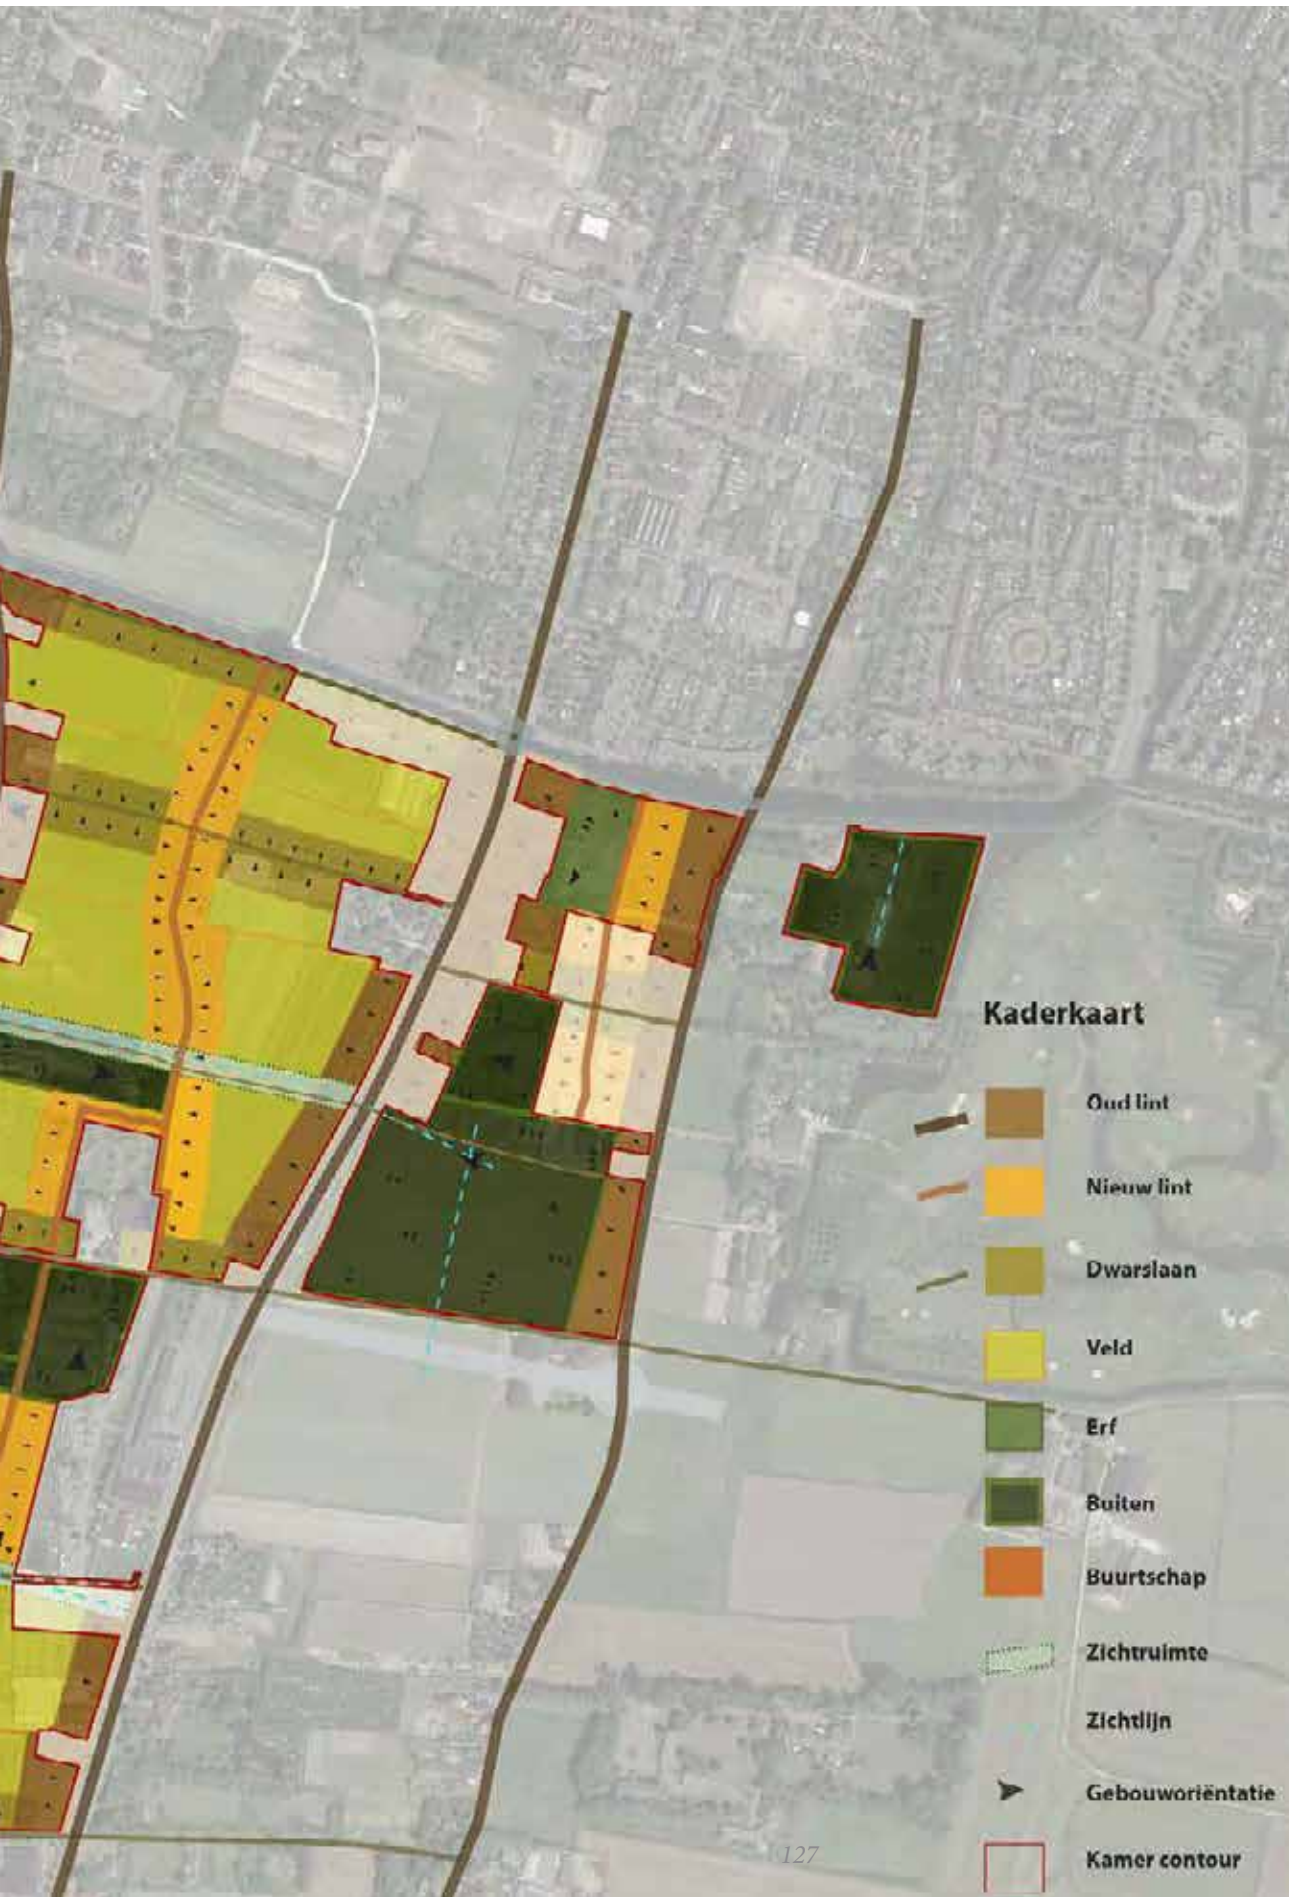 Kaderkaart
Oud lint
Nieuw lint
Dwarslaan
Veld
Erf
Buiten
Buurtschap
Zichtruimte
Zichtlijn
Gebouworiëntatie
127
Kamer contour